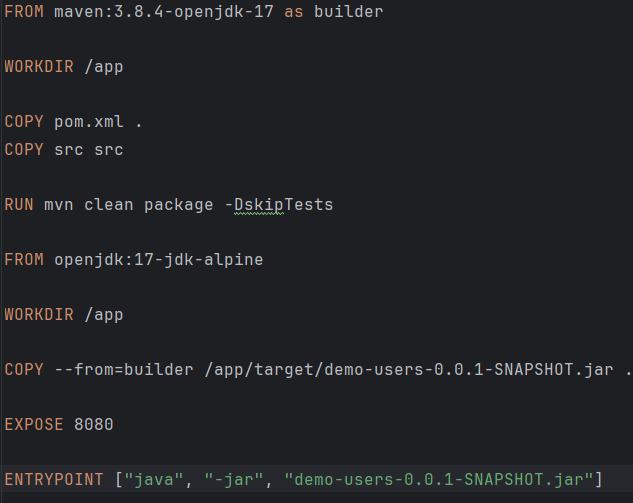 FROM maven:3.8.4-openjdk-17 as builder
WORKDIR /app
COPY pom.xml .
COPY src src
RUN mvn clean package -DskipTests
FROM openjdk:17-jdk-alpine
WORKDIR /app
COPY --from=builder /app/target/demo-users-0.0.1-SNAPSHOT.jar .
EXPOSE 8080
ENTRYPOINT ["java", "-jar", "demo-users-0.0.1-SNAPSHOT.jar"]